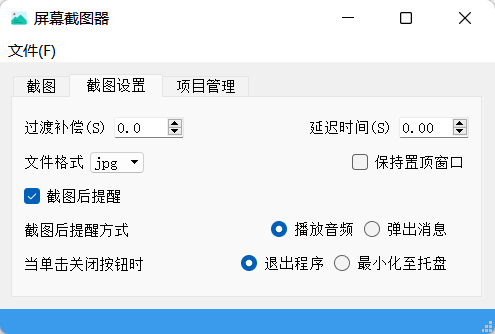 屏幕截图器
文件(F)
截图 截图设置 项目管理
过渡补偿(S) 0.0 延迟时间(S) 0.00
文件格式 jpg 保持置顶窗口
截图后提醒
截图后提醒方式 播放音频 弹出消息
当单击关闭按钮时 退出程序 最小化至托盘